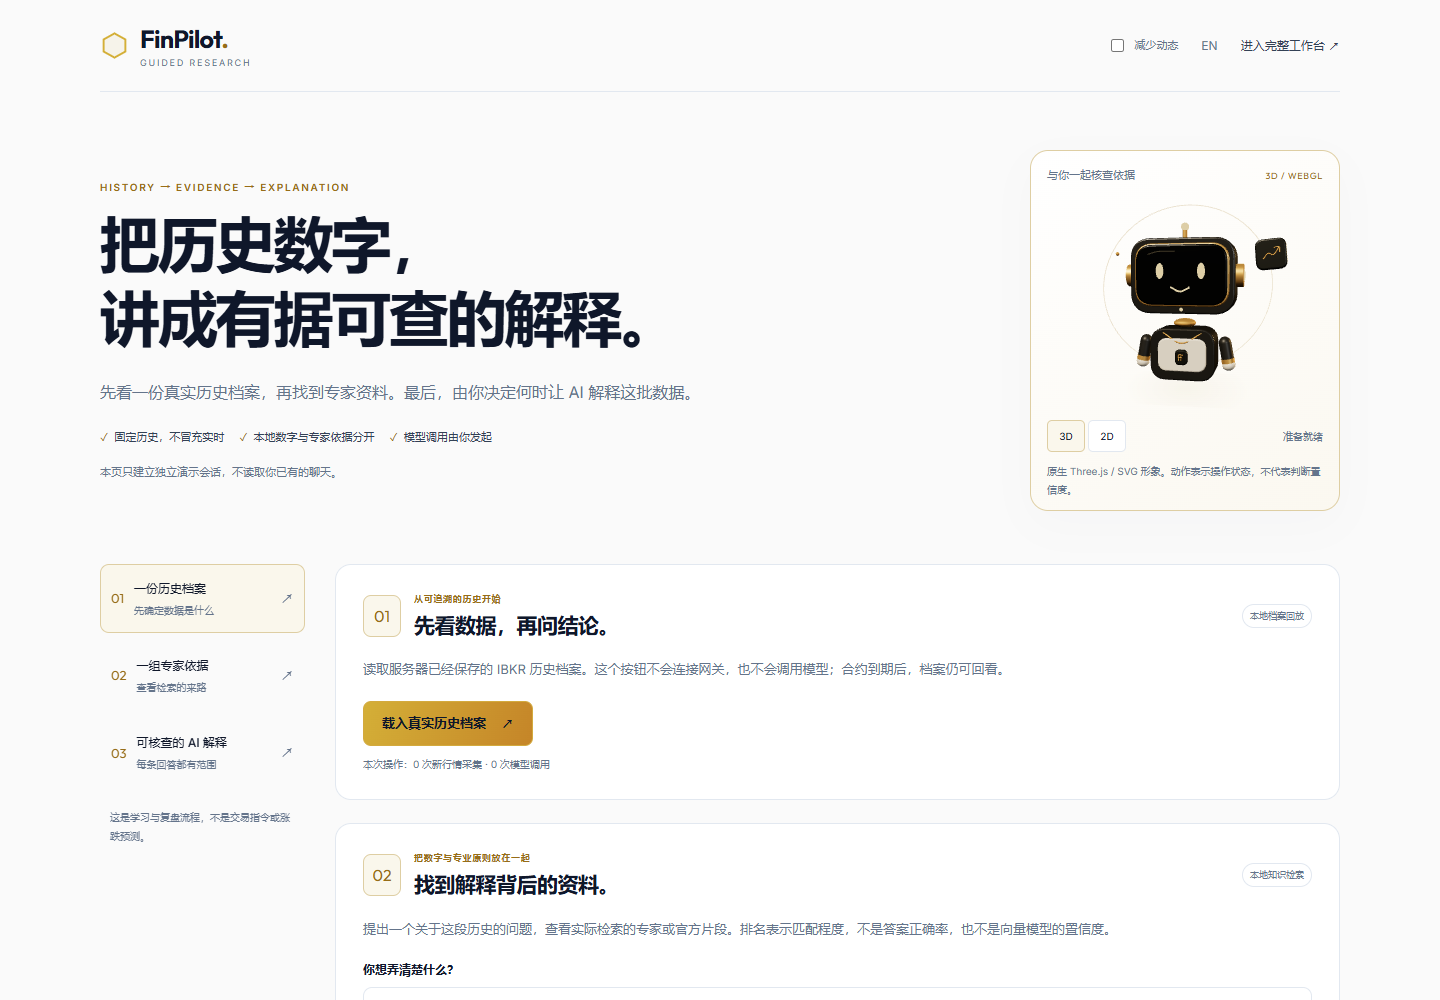 FinPilot.
GUIDED RESEARCH
减少动态
EN
进入完整工作台 ↗
HISTORY → EVIDENCE → EXPLANATION
把历史数字，
讲成有据可查的解释。
先看一份真实历史档案，再找到专家资料。最后，由你决定何时让 AI 解释这批数据。
✓ 固定历史，不冒充实时 ✓ 本地数字与专家依据分开 ✓ 模型调用由你发起
本页只建立独立演示会话，不读取你已有的聊天。
与你一起核查依据
3D / WEBGL
3D
2D
准备就绪
原生 Three.js / SVG 形象。动作表示操作状态，不代表判断置
信度。
01
一份历史档案
先确定数据是什么
↗
02
一组专家依据
查看检索的来路
↗
03
可核查的 AI 解释
每条回答都有范围
↗
这是学习与复盘流程，不是交易指令或涨
跌预测。
01
从可追溯的历史开始
先看数据，再问结论。
本地档案回放
读取服务器已经保存的 IBKR 历史档案。这个按钮不会连接网关，也不会调用模型；合约到期后，档案仍可回看。
载入真实历史档案 ↗
本次操作：0 次新行情采集 · 0 次模型调用
02
把数字与专业原则放在一起
找到解释背后的资料。
本地知识检索
提出一个关于这段历史的问题，查看实际检索的专家或官方片段。排名表示匹配程度，不是答案正确率，也不是向量模型的置信度。
你想弄清楚什么？